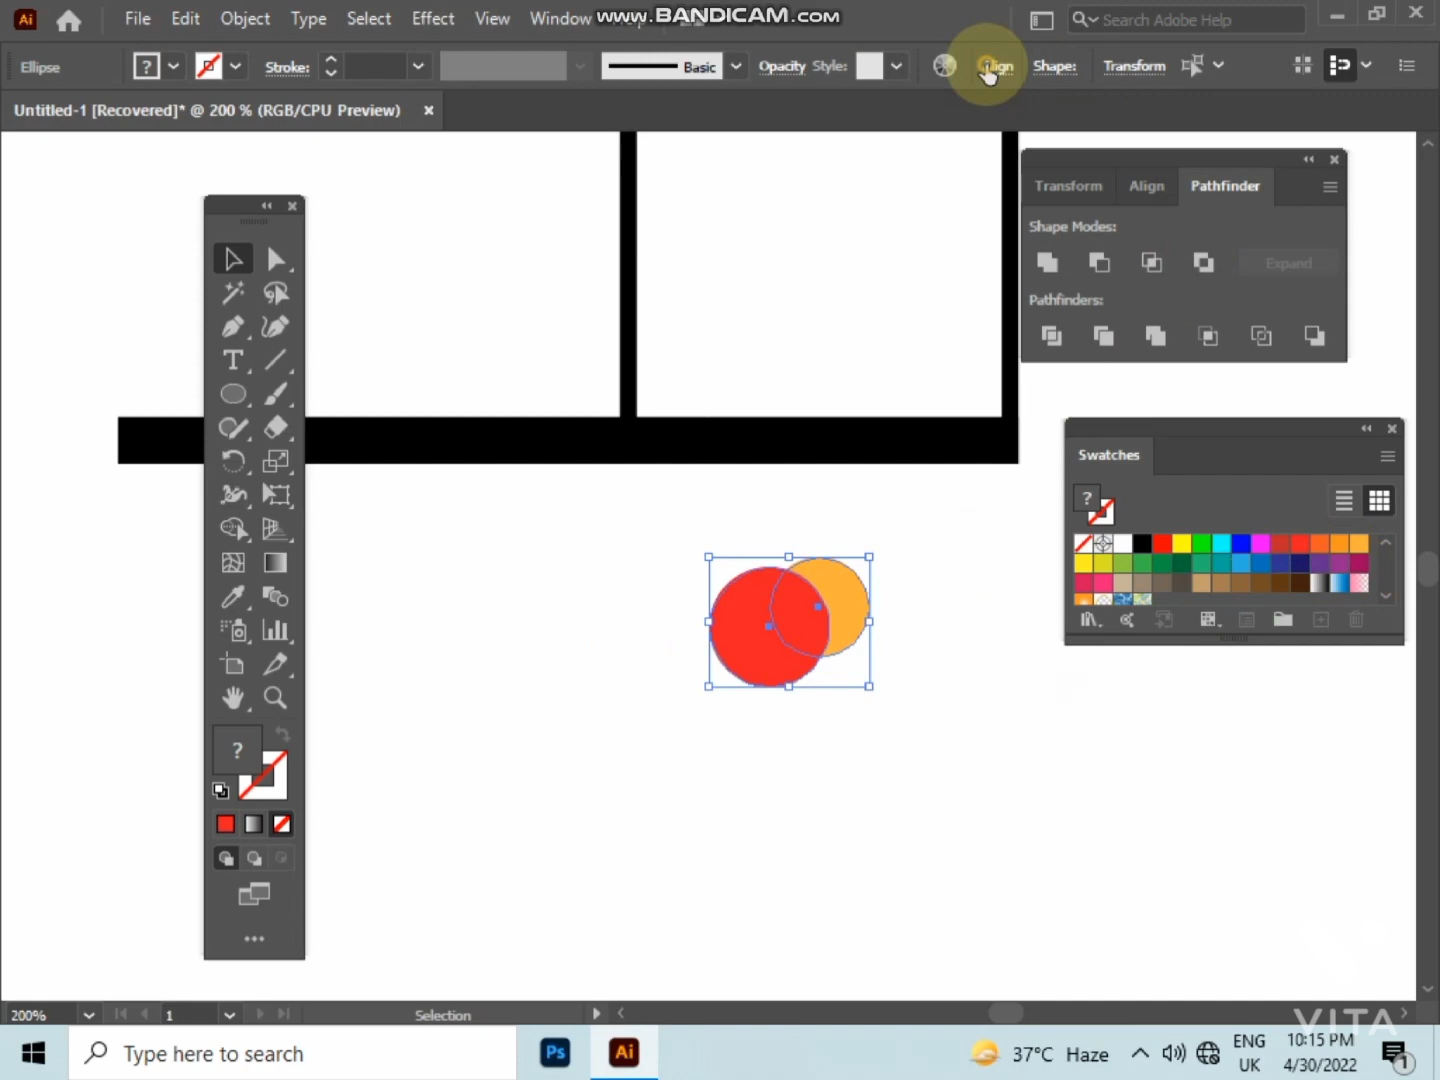 Ai File Edit Object Type Select Effect View Window www.BANDICAM.com Search Adobe Help
Ellipse ? Stroke: Basic Opacity Style: Align Shape: Transform
Untitled-1 [Recovered]* @ 200 % (RGB/CPU Preview)
Transform Align Pathfinder
Shape Modes:
Expand
Pathfinders:
Swatches
?
?
200% 1 Selection
VITA
Type here to search Ps Ai 37°C Haze ENG UK 10:15 PM 4/30/2022 1